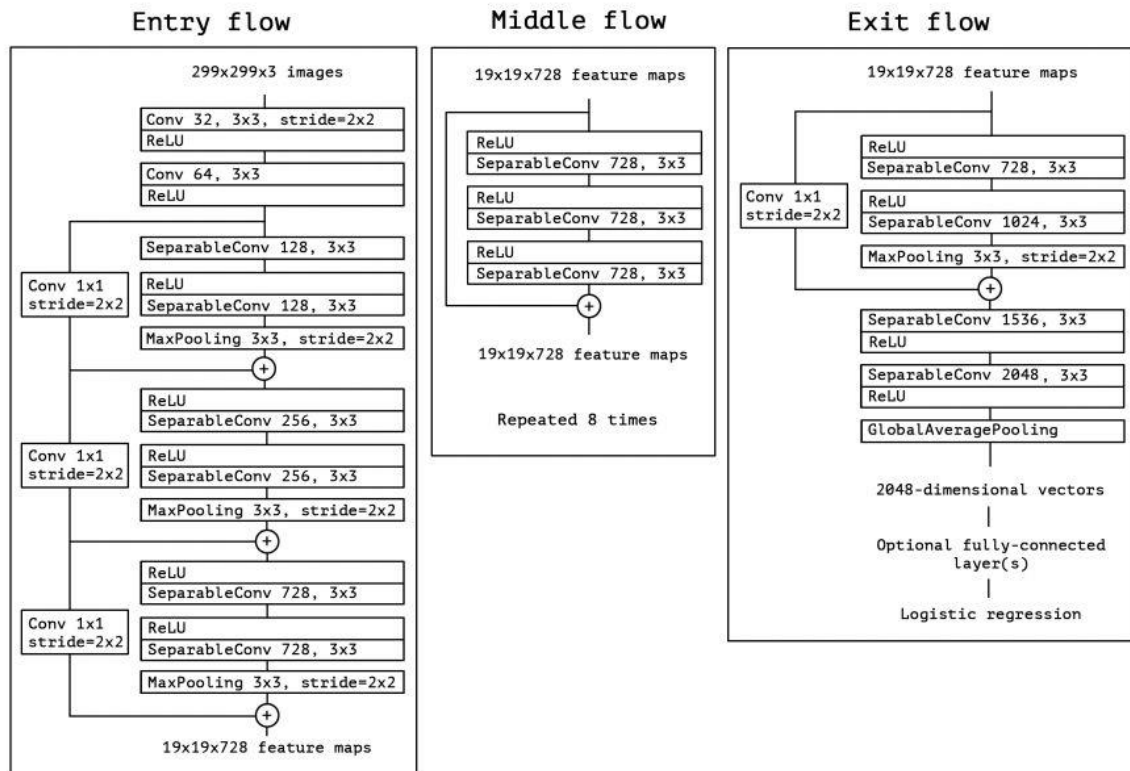 Entry flow
299x299x3 images
Conv 32, 3x3, stride=2x2
ReLU
Conv 64, 3x3
ReLU
SeparableConv 128, 3x3
Conv 1x1
stride=2x2
ReLU
SeparableConv 128, 3x3
MaxPooling 3x3, stride=2x2
+
ReLU
SeparableConv 256, 3x3
Conv 1x1
stride=2x2
ReLU
SeparableConv 256, 3x3
MaxPooling 3x3, stride=2x2
+
ReLU
SeparableConv 728, 3x3
Conv 1x1
stride=2x2
ReLU
SeparableConv 728, 3x3
MaxPooling 3x3, stride=2x2
+
19x19x728 feature maps
Middle flow
19x19x728 feature maps
ReLU
SeparableConv 728, 3x3
ReLU
SeparableConv 728, 3x3
ReLU
SeparableConv 728, 3x3
+
19x19x728 feature maps
Repeated 8 times
Exit flow
19x19x728 feature maps
ReLU
SeparableConv 728, 3x3
Conv 1x1
stride=2x2
ReLU
SeparableConv 1024, 3x3
MaxPooling 3x3, stride=2x2
+
SeparableConv 1536, 3x3
ReLU
SeparableConv 2048, 3x3
ReLU
GlobalAveragePooling
2048-dimensional vectors
Optional fully-connected
layer(s)
Logistic regression